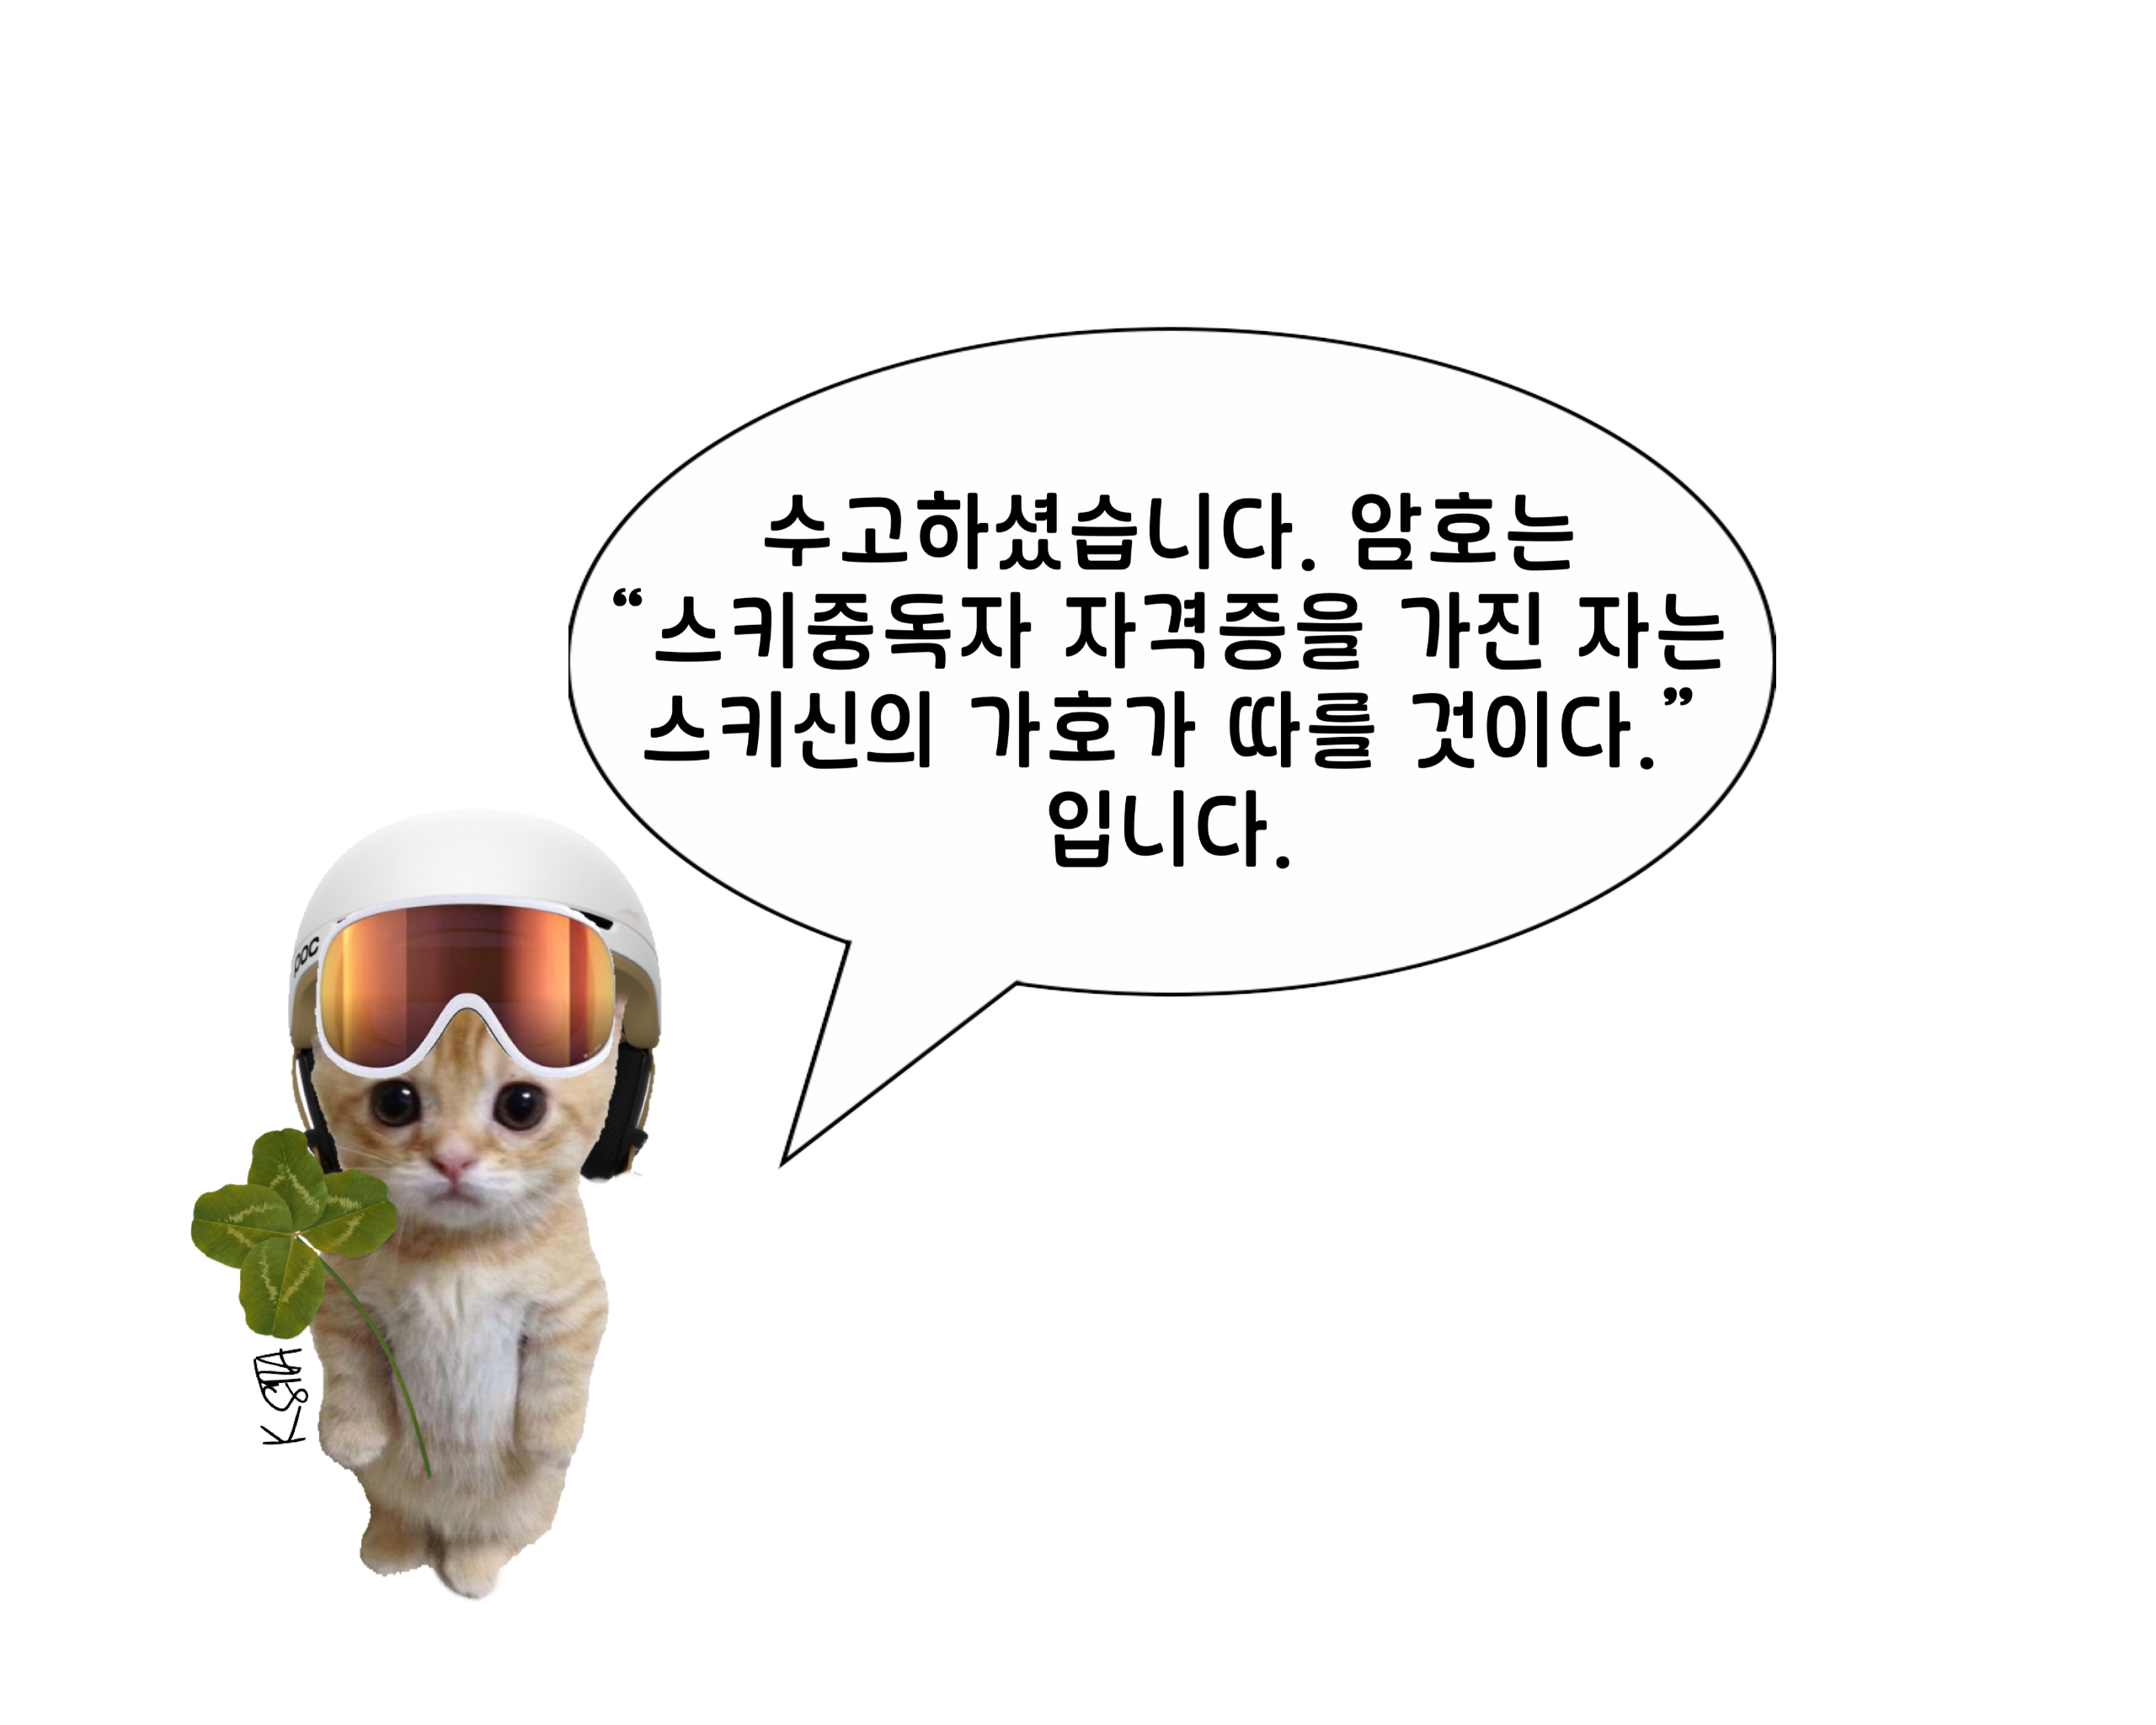 수고하셨습니다. 암호는
“스키중독자 자격증을 가진 자는
스키신의 가호가 따를 것이다.”
입니다.
POC